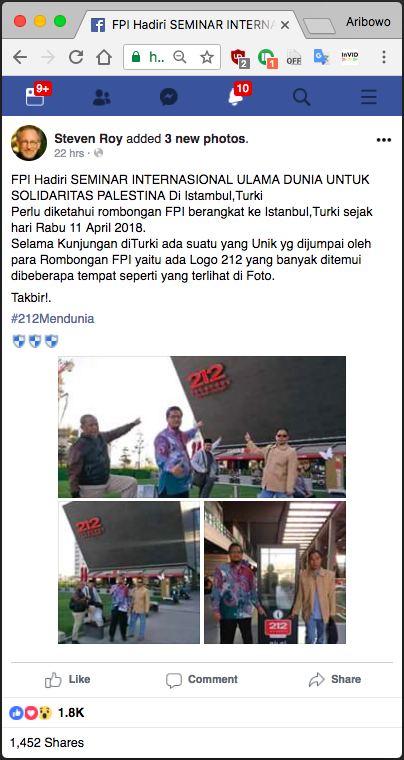 FPI Hadiri SEMINAR INTERNA
Aribowo
h..
2
1
OFF
InVID
9+
10
Steven Roy added 3 new photos.
22 hrs ·
FPI Hadiri SEMINAR INTERNASIONAL ULAMA DUNIA UNTUK
SOLIDARITAS PALESTINA Di Istambul,Turki
Perlu diketahui rombongan FPI berangkat ke Istanbul,Turki sejak
hari Rabu 11 April 2018.
Selama Kunjungan diTurki ada suatu yang Unik yg dijumpai oleh
para Rombongan FPI yaitu ada Logo 212 yang banyak ditemui
dibeberapa tempat seperti yang terlihat di Foto.
Takbir!.
#212Mendunia
212
212
212
Like
Comment
Share
1.8K
1,452 Shares